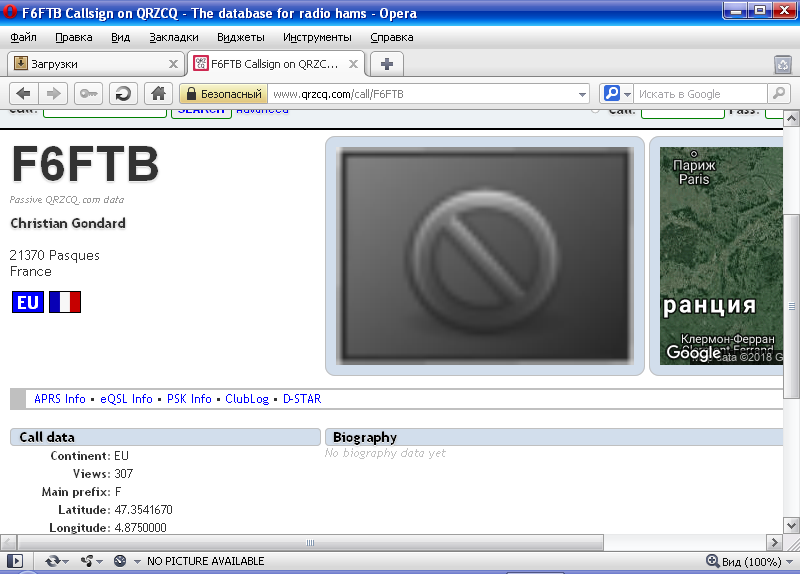 F6FTB Callsign on QRZCQ - The database for radio hams - Opera
Файл Правка Вид Закладки Виджеты Инструменты Справка
Загрузки
QRZ CQ
F6FTB Callsign on QRZC...
Безопасный www.qrzcq.com/call/F6FTB
Искать в Google
Call: SEARCH Advanced Call: Pass:
F6FTB
Passive QRZCQ.com data
Christian Gondard
21370 Pasques
France
EU
Париж
Paris
ранция
Клермон-Ферран
Clermont-Ferrand
Google
data ©2018 G
APRS Info • eQSL Info • PSK Info • ClubLog • D-STAR
Call data
Biography
Continent: EU
No biography data yet
Views: 307
Main prefix: F
Latitude: 47.3541670
Longitude: 4.8750000
NO PICTURE AVAILABLE
Вид (100%)